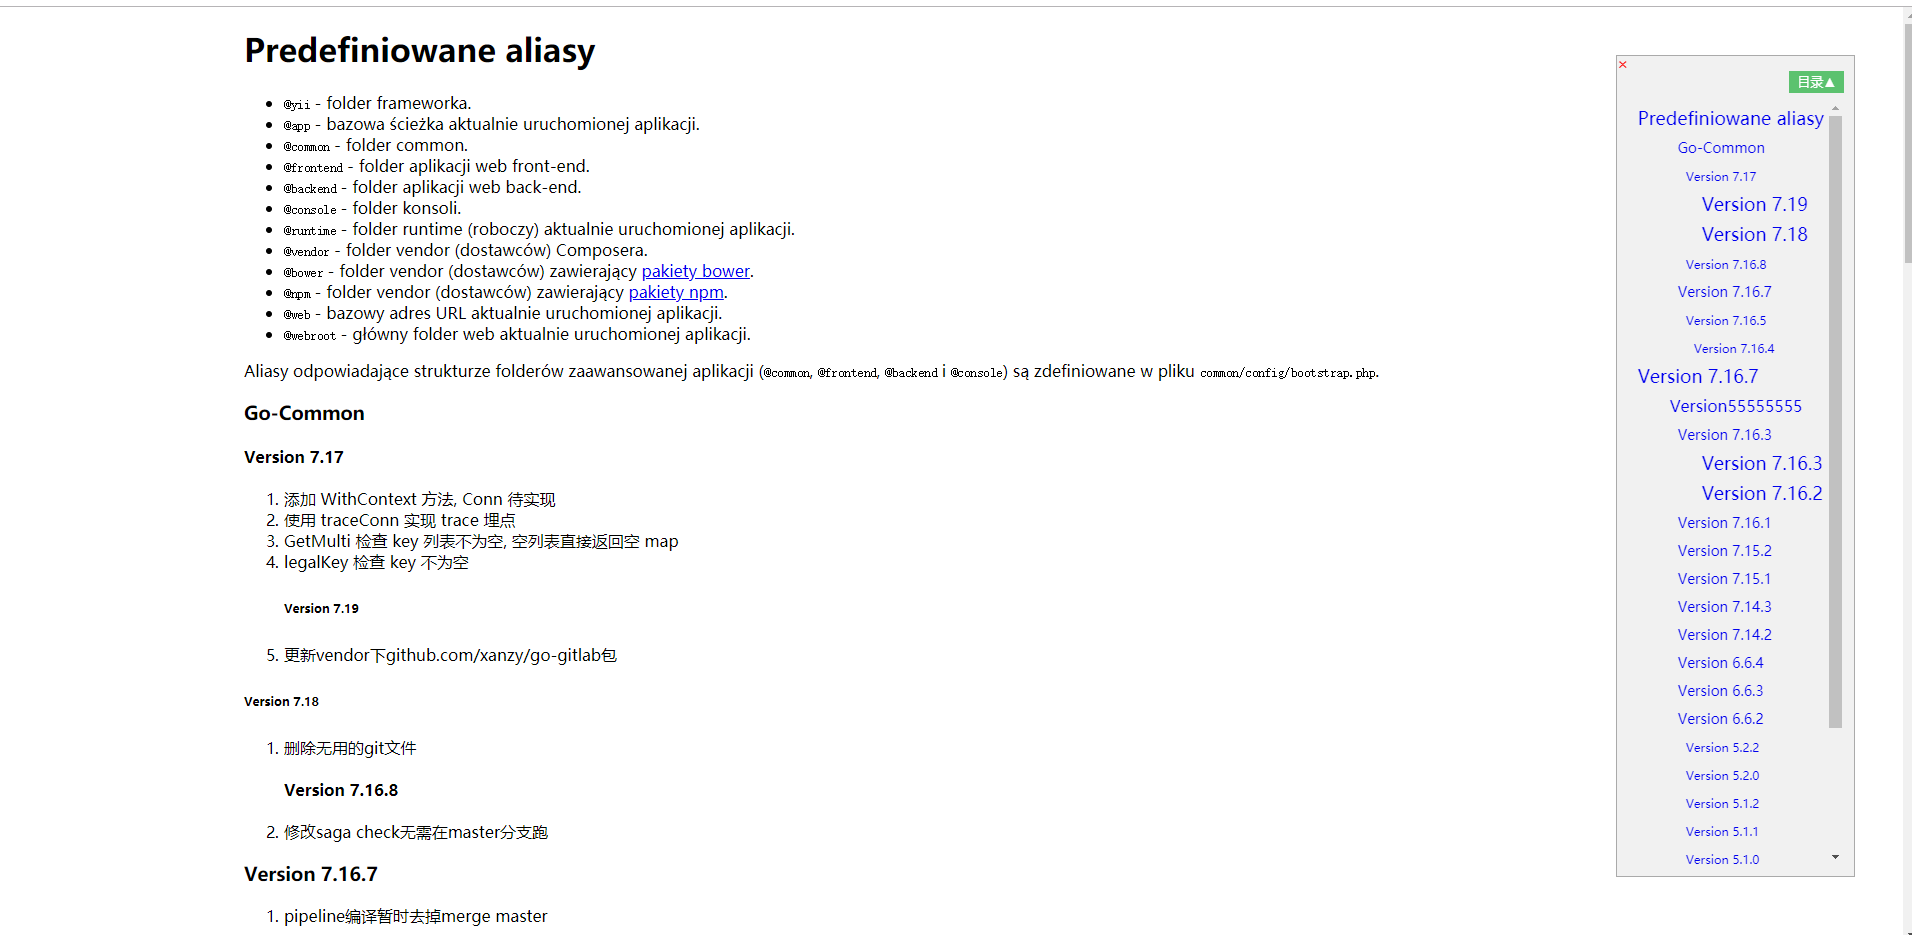 Predefiniowane aliasy
@yii - folder frameworka.
@app - bazowa ścieżka aktualnie uruchomionej aplikacji.
@common - folder common.
@frontend - folder aplikacji web front-end.
@backend - folder aplikacji web back-end.
@console - folder konsoli.
@runtime - folder runtime (roboczy) aktualnie uruchomionej aplikacji.
@vendor - folder vendor (dostawców) Composera.
@bower - folder vendor (dostawców) zawierający pakiety bower.
@npm - folder vendor (dostawców) zawierający pakiety npm.
@web - bazowy adres URL aktualnie uruchomionej aplikacji.
@webroot - główny folder web aktualnie uruchomionej aplikacji.
Aliasy odpowiadające strukturze folderów zaawansowanej aplikacji (@common, @frontend, @backend i @console) są zdefiniowane w pliku common/config/bootstrap.php.
Go-Common
Version 7.17
1. 添加 WithContext 方法, Conn 待实现
2. 使用 traceConn 实现 trace 埋点
3. GetMulti 检查 key 列表不为空, 空列表直接返回空 map
4. legalKey 检查 key 不为空
Version 7.19
5. 更新vendor下github.com/xanzy/go-gitlab包
Version 7.18
1. 删除无用的git文件
Version 7.16.8
2. 修改saga check无需在master分支跑
Version 7.16.7
1. pipeline编译暂时去掉merge master
×
目录▲
Predefiniowane aliasy
Go-Common
Version 7.17
Version 7.19
Version 7.18
Version 7.16.8
Version 7.16.7
Version 7.16.5
Version 7.16.4
Version 7.16.7
Version55555555
Version 7.16.3
Version 7.16.3
Version 7.16.2
Version 7.16.1
Version 7.15.2
Version 7.15.1
Version 7.14.3
Version 7.14.2
Version 6.6.4
Version 6.6.3
Version 6.6.2
Version 5.2.2
Version 5.2.0
Version 5.1.2
Version 5.1.1
Version 5.1.0